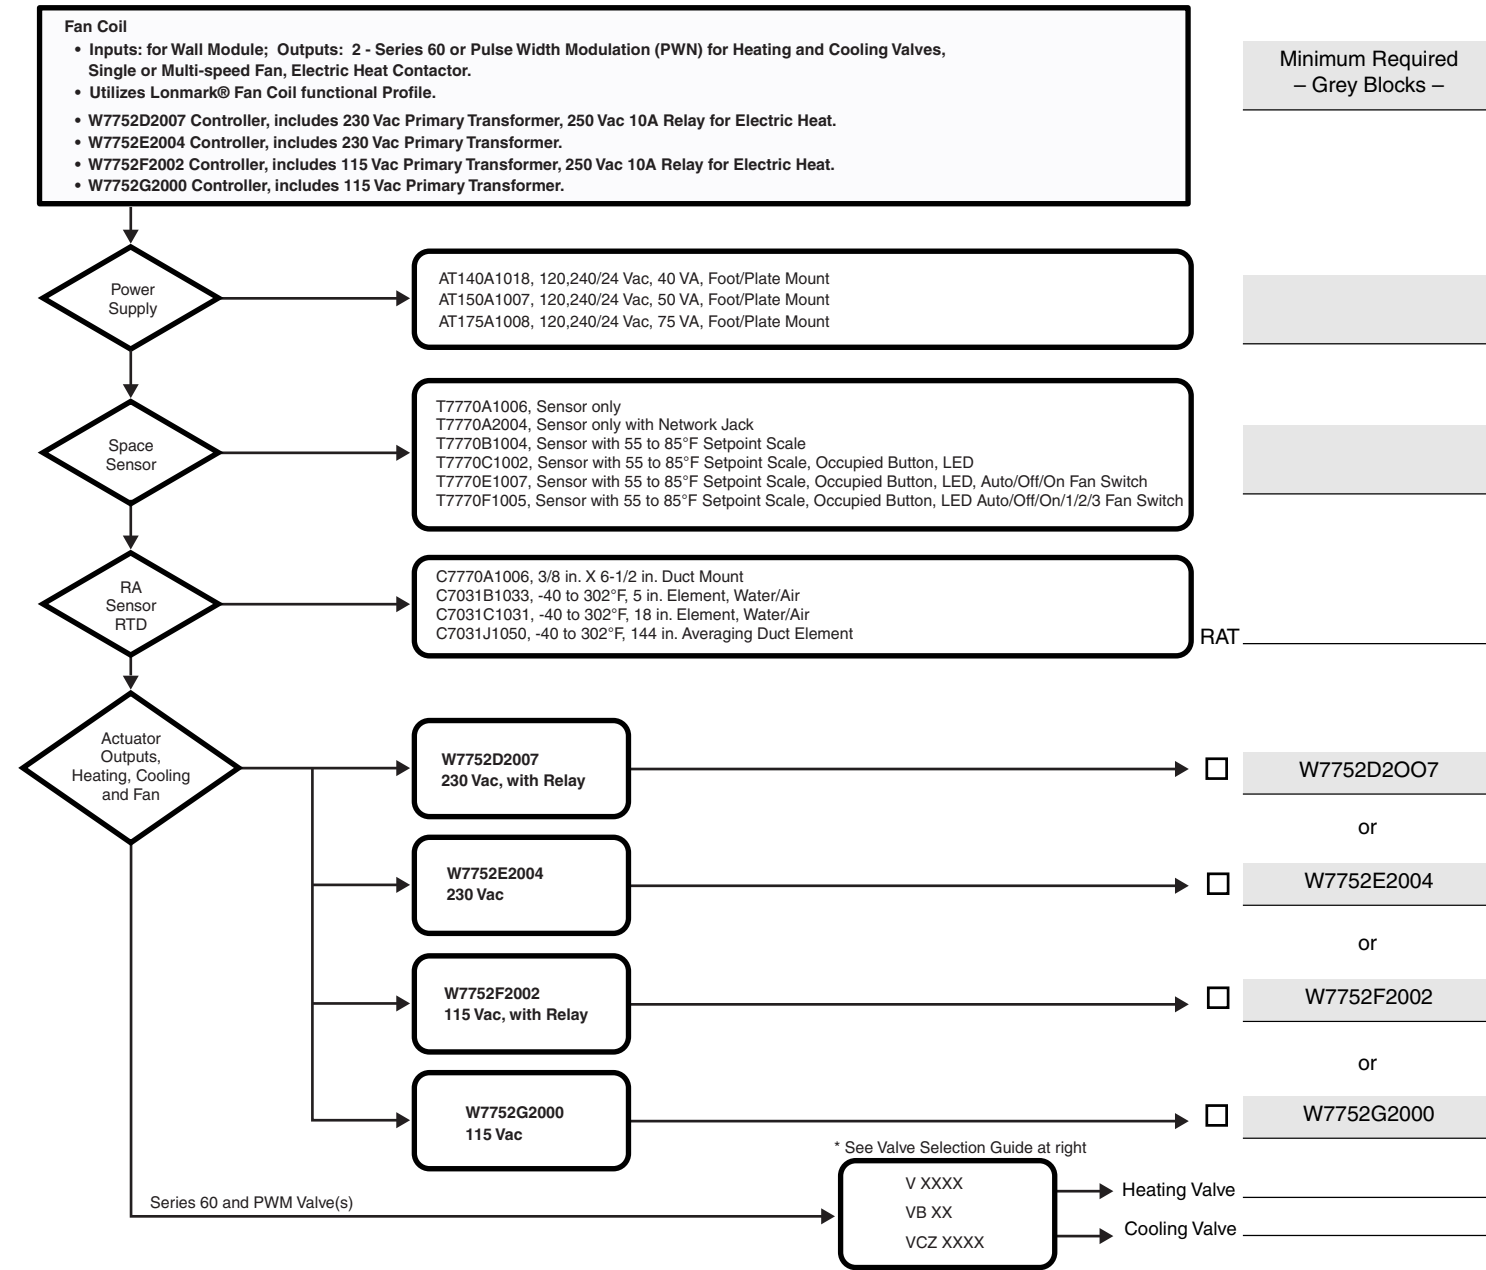 Fan Coil
• Inputs: for Wall Module; Outputs: 2 - Series 60 or Pulse Width Modulation (PWN) for Heating and Cooling Valves,
Single or Multi-speed Fan, Electric Heat Contactor.
• Utilizes Lonmark® Fan Coil functional Profile.
• W7752D2007 Controller, includes 230 Vac Primary Transformer, 250 Vac 10A Relay for Electric Heat.
• W7752E2004 Controller, includes 230 Vac Primary Transformer.
• W7752F2002 Controller, includes 115 Vac Primary Transformer, 250 Vac 10A Relay for Electric Heat.
• W7752G2000 Controller, includes 115 Vac Primary Transformer.
Minimum Required
– Grey Blocks –
Power
Supply
AT140A1018, 120,240/24 Vac, 40 VA, Foot/Plate Mount
AT150A1007, 120,240/24 Vac, 50 VA, Foot/Plate Mount
AT175A1008, 120,240/24 Vac, 75 VA, Foot/Plate Mount
Space
Sensor
T7770A1006, Sensor only
T7770A2004, Sensor only with Network Jack
T7770B1004, Sensor with 55 to 85°F Setpoint Scale
T7770C1002, Sensor with 55 to 85°F Setpoint Scale, Occupied Button, LED
T7770E1007, Sensor with 55 to 85°F Setpoint Scale, Occupied Button, LED, Auto/Off/On Fan Switch
T7770F1005, Sensor with 55 to 85°F Setpoint Scale, Occupied Button, LED Auto/Off/On/1/2/3 Fan Switch
RA
Sensor
RTD
C7770A1006, 3/8 in. X 6-1/2 in. Duct Mount
C7031B1033, -40 to 302°F, 5 in. Element, Water/Air
C7031C1031, -40 to 302°F, 18 in. Element, Water/Air
C7031J1050, -40 to 302°F, 144 in. Averaging Duct Element
RAT
Actuator
Outputs,
Heating, Cooling
and Fan
W7752D2007
230 Vac, with Relay
W7752D2OO7
or
W7752E2004
230 Vac
W7752E2004
or
W7752F2002
115 Vac, with Relay
W7752F2002
or
W7752G2000
115 Vac
W7752G2000
* See Valve Selection Guide at right
Series 60 and PWM Valve(s)
V XXXX
VB XX
VCZ XXXX
Heating Valve
Cooling Valve